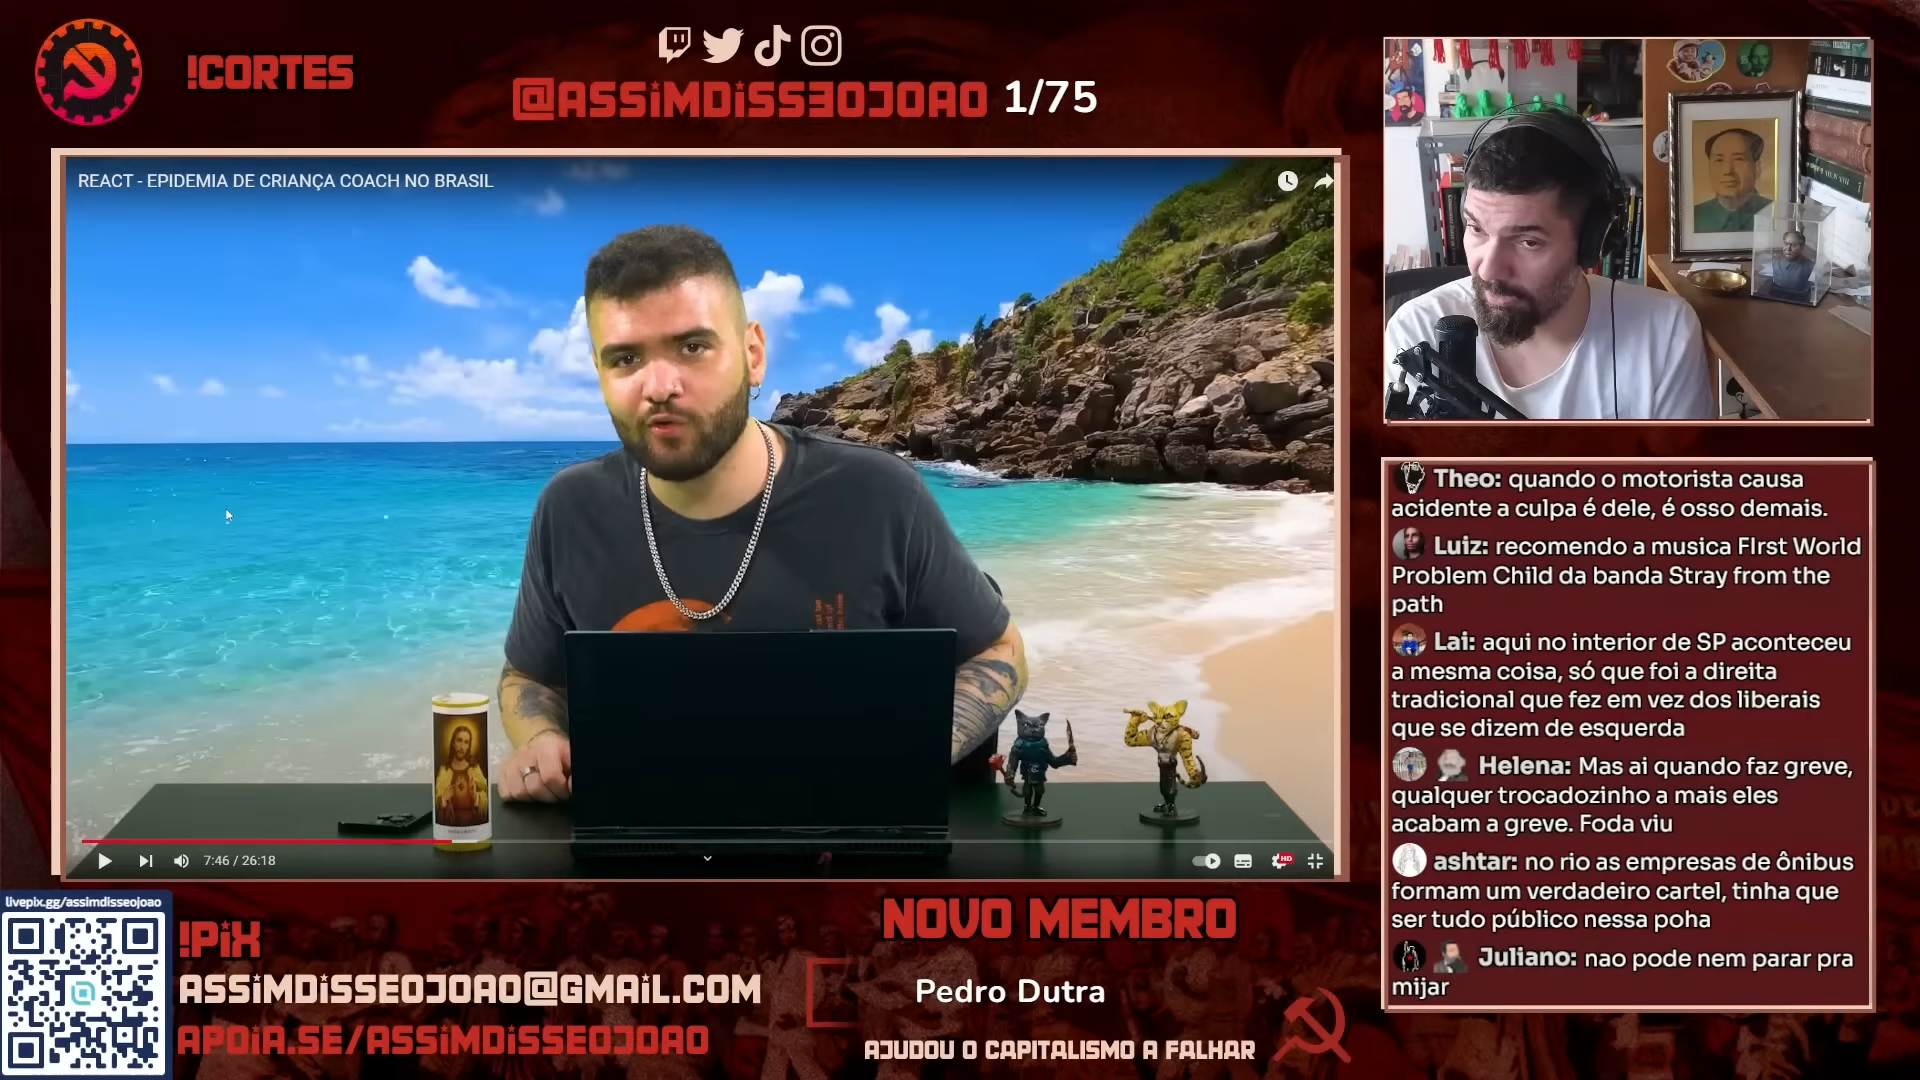 !CORTES
@ASSIMDISSEOJOAO 1/75
REACT - EPIDEMIA DE CRIANÇA COACH NO BRASIL
7:46 / 26:18
HD
Theo: quando o motorista causa
acidente a culpa é dele, é osso demais.
Luiz: recomendo a musica FIrst World
Problem Child da banda Stray from the
path
Lai: aqui no interior de SP aconteceu
a mesma coisa, só que foi a direita
tradicional que fez em vez dos liberais
que se dizem de esquerda
Helena: Mas ai quando faz greve,
qualquer trocadozinho a mais eles
acabam a greve. Foda viu
ashtar: no rio as empresas de ônibus
formam um verdadeiro cartel, tinha que
ser tudo público nessa poha
Juliano: nao pode nem parar pra
mijar
livepix.gg/assimdisseojoao
!PIX
ASSIMDISSEOJOAO@GMAIL.COM
APOIA.SE/ASSIMDISSEOJOAO
NOVO MEMBRO
Pedro Dutra
AJUDOU O CAPITALISMO A FALHAR